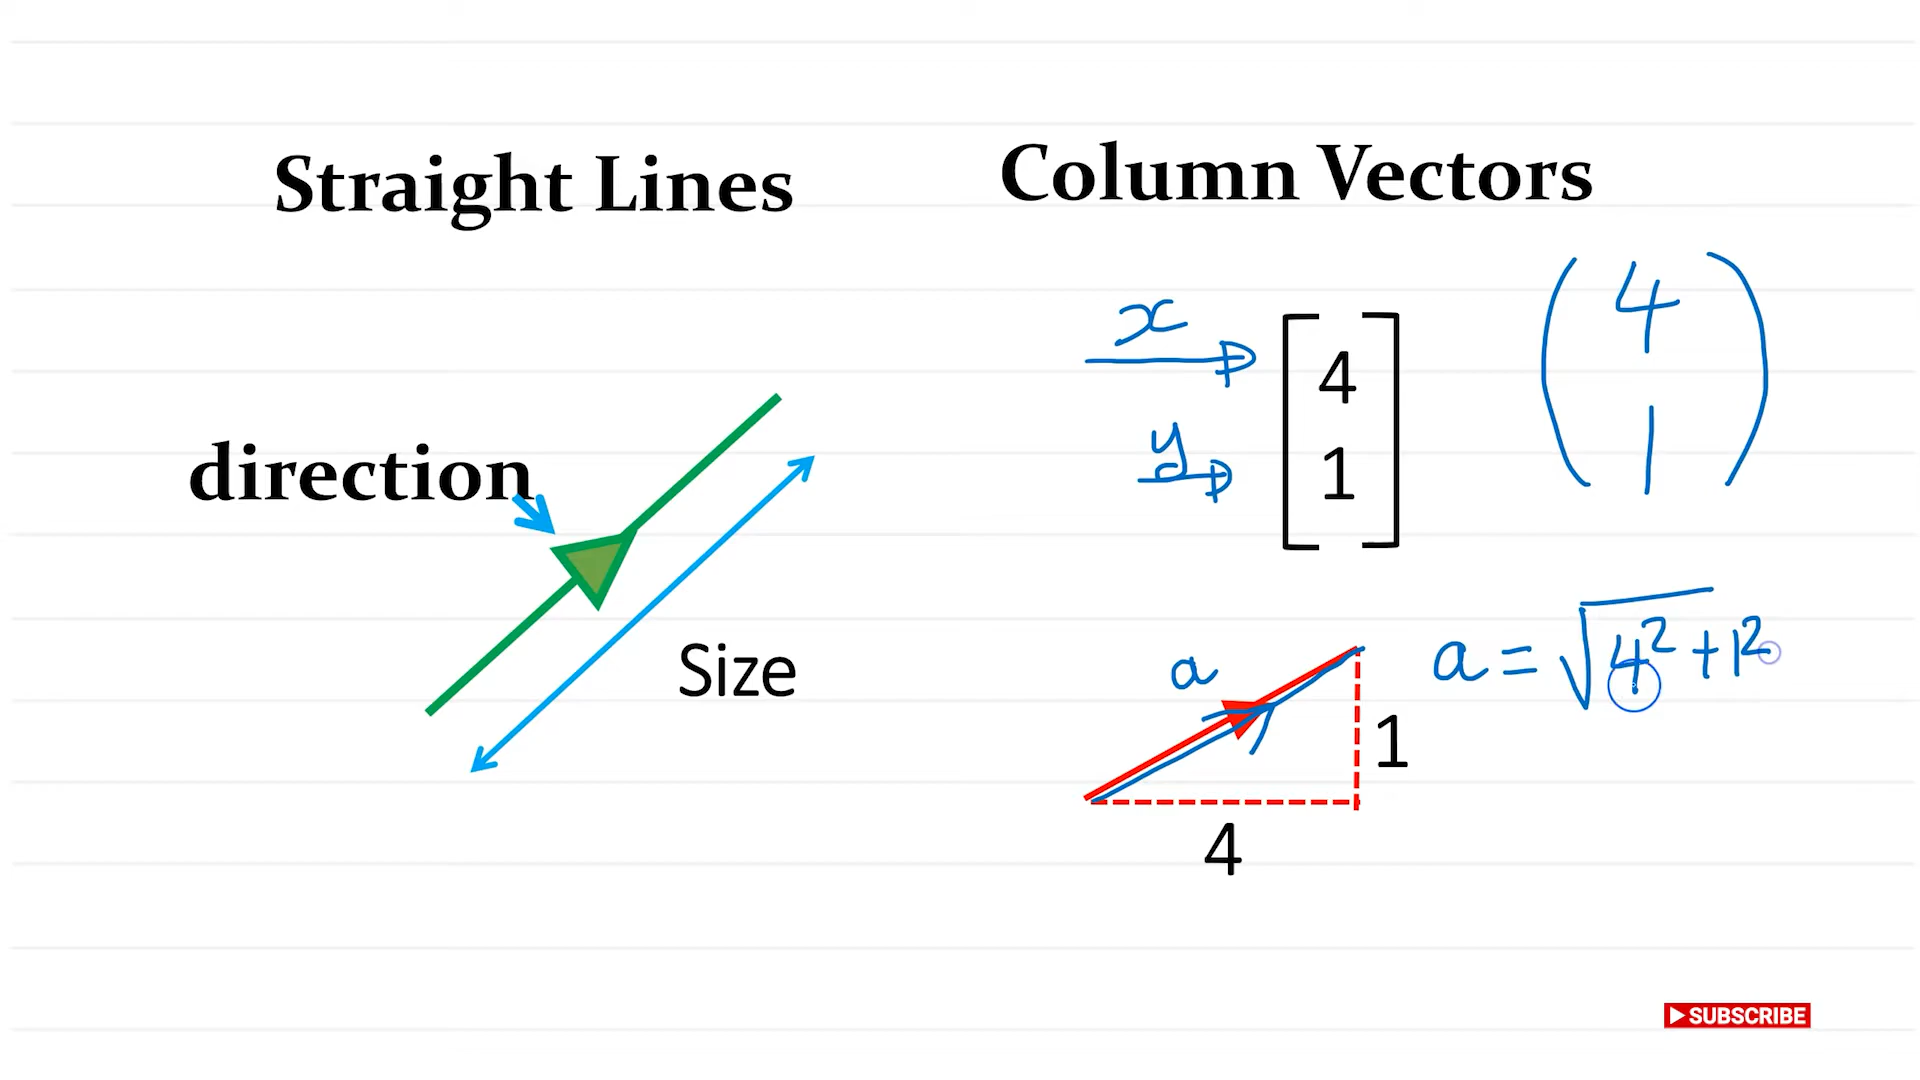 Straight Lines
direction
Size
Column Vectors
x
y
4
1
4
1
a
1
4
a = √4² + 1²
SUBSCRIBE